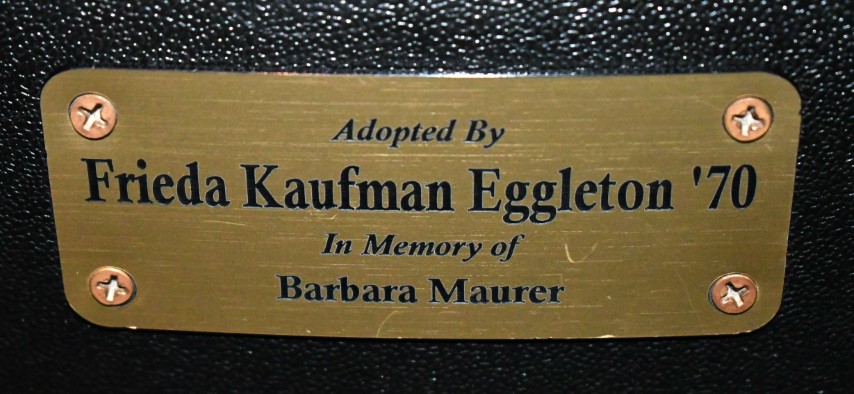 Adopted By
Frieda Kaufman Eggleton '70
In Memory of
Barbara Maurer